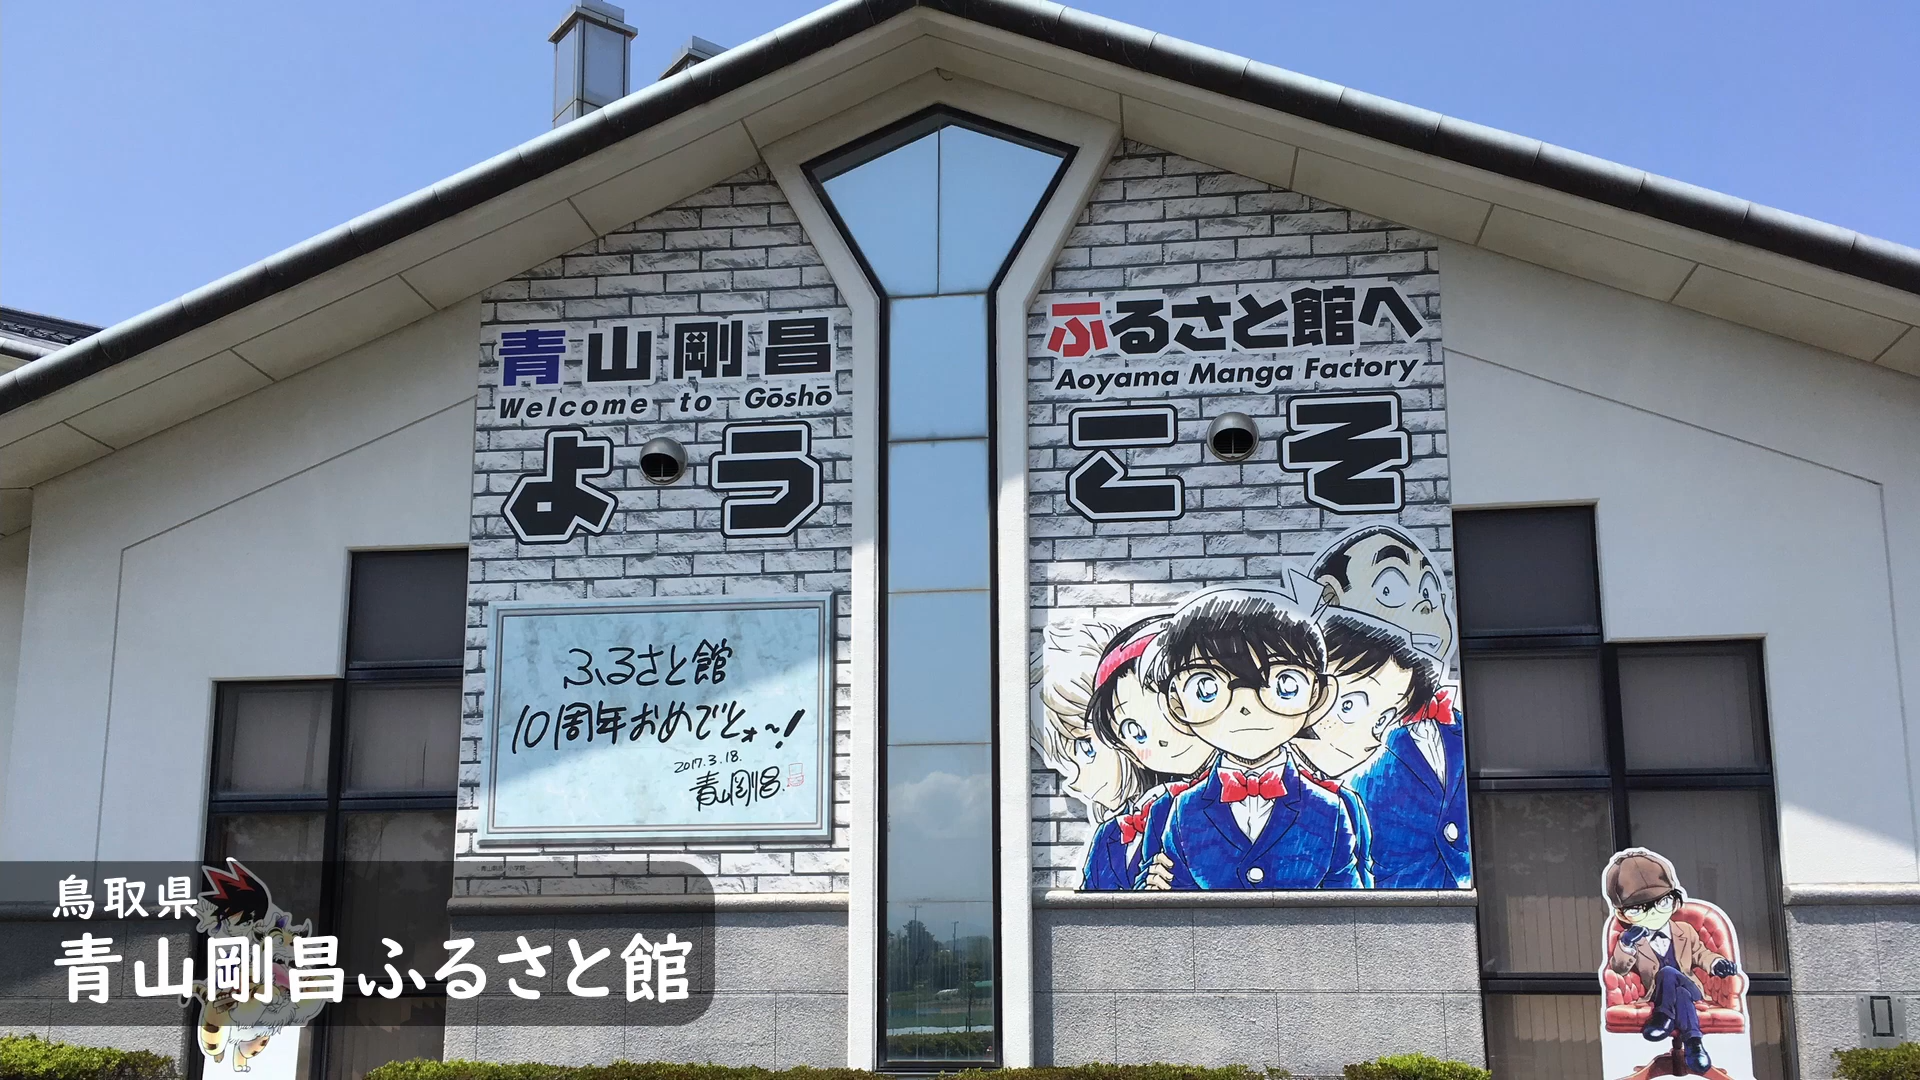 青山剛昌
Welcome to Gōshō
よう
ふるさと館へ
Aoyama Manga Factory
こそ
ふるさと館
10周年おめでとォ〜!
2017.3.18.
青山剛昌
鳥取県
青山剛昌ふるさと館